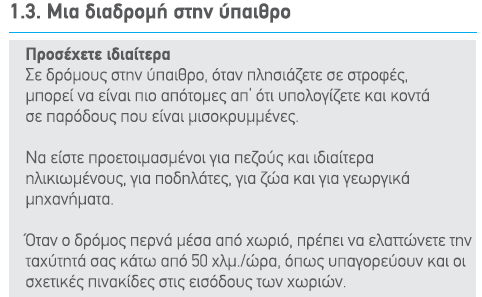 1.3. Μια διαδρομή στην ύπαιθρο
Προσέχετε ιδιαίτερα
Σε δρόμους στην ύπαιθρο, όταν πλησιάζετε σε στροφές,
μπορεί να είναι πιο απότομες απ' ότι υπολογίζετε και κοντά
σε παρόδους που είναι μισοκρυμμένες.
Να είστε προετοιμασμένοι για πεζούς και ιδιαίτερα
ηλικιωμένους, για ποδηλάτες, για ζώα και για γεωργικά
μηχανήματα.
Όταν ο δρόμος περνά μέσα από χωριό, πρέπει να ελαττώνετε την
ταχύτητά σας κάτω από 50 χλμ./ώρα, όπως υπαγορεύουν και οι
σχετικές πινακίδες στις εισόδους των χωριών.